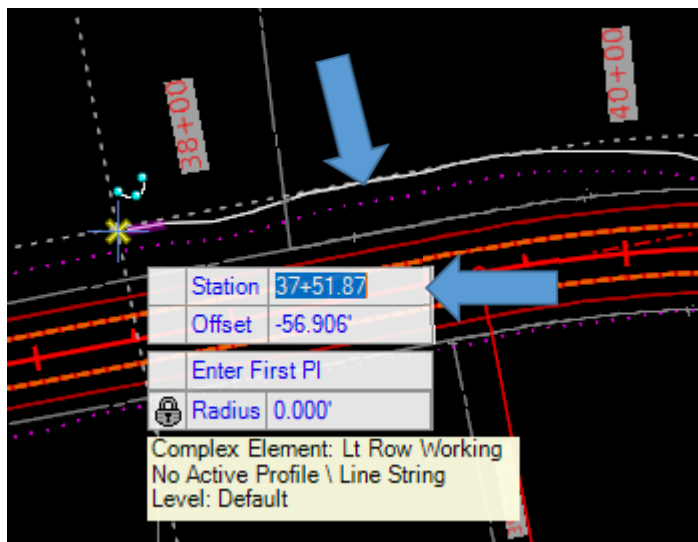 38+00
40+00
Station 37+51.87
Offset -56.906'
Enter First PI
Radius 0.000'
Complex Element: Lt Row Working
No Active Profile \ Line String
Level: Default